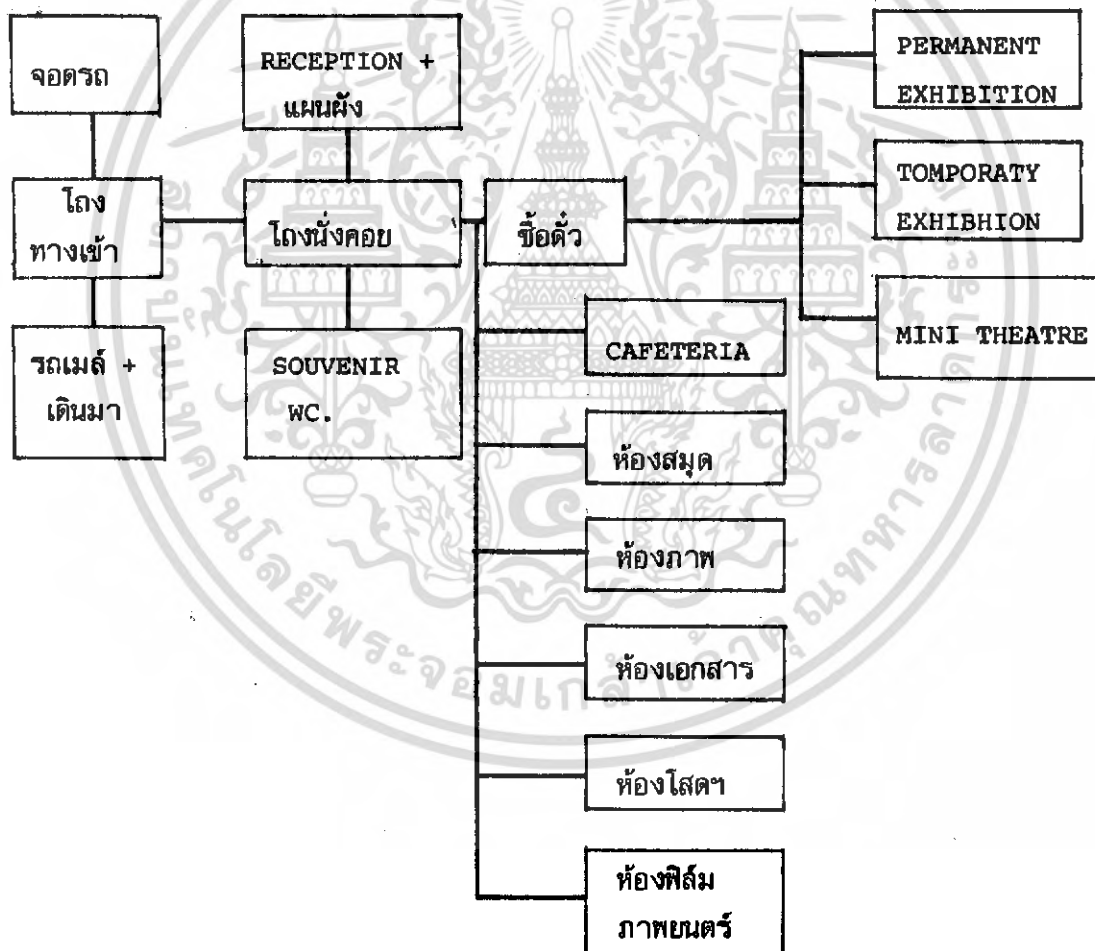 จอดรถ
RECEPTION +
แผนผัง
PERMANENT
EXHIBITION
โถง
ทางเข้า
โถงนั่งคอย
ซื้อตั๋ว
TOMPORATY
EXHIBHION
รถเมล์ +
เดินมา
SOUVENIR
WC.
CAFETERIA
MINI THEATRE
ห้องสมุด
ห้องภาพ
ห้องเอกสาร
ห้องโสตฯ
ห้องฟิล์ม
ภาพยนตร์